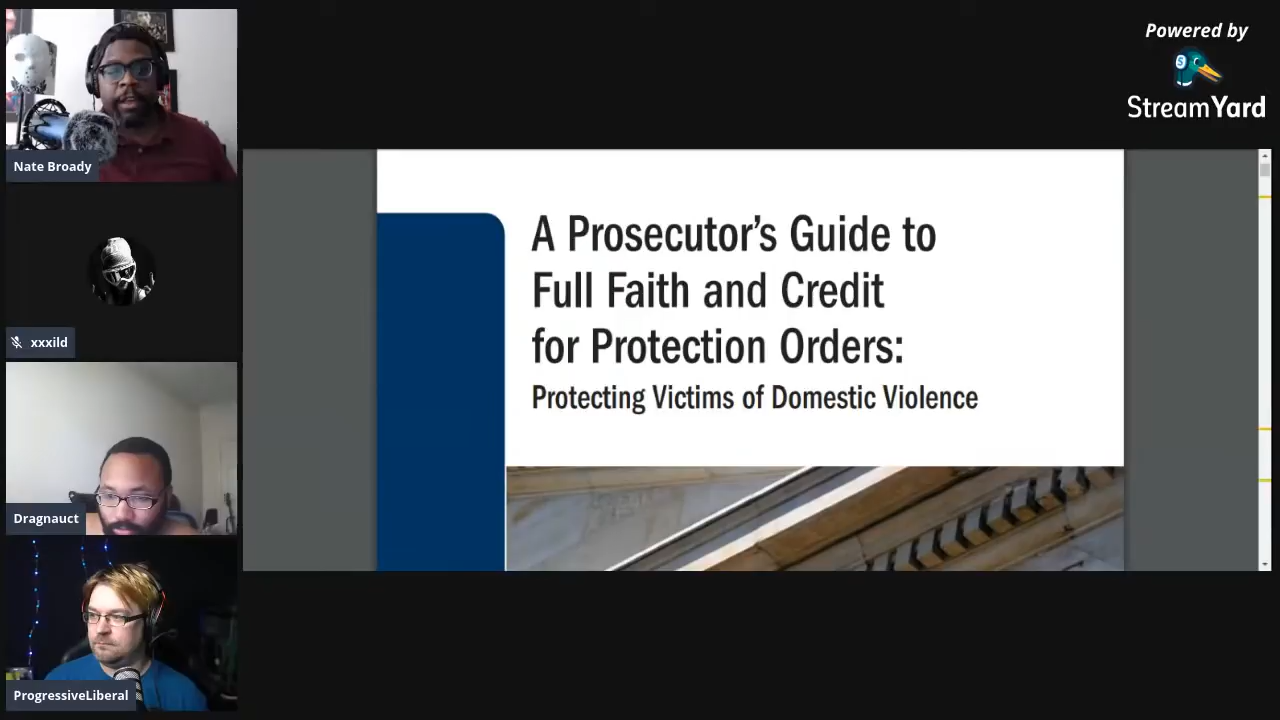 Nate Broady
xxxild
Dragnauct
ProgressiveLiberal
A Prosecutor's Guide to
Full Faith and Credit
for Protection Orders:
Protecting Victims of Domestic Violence
Powered by
S
StreamYard